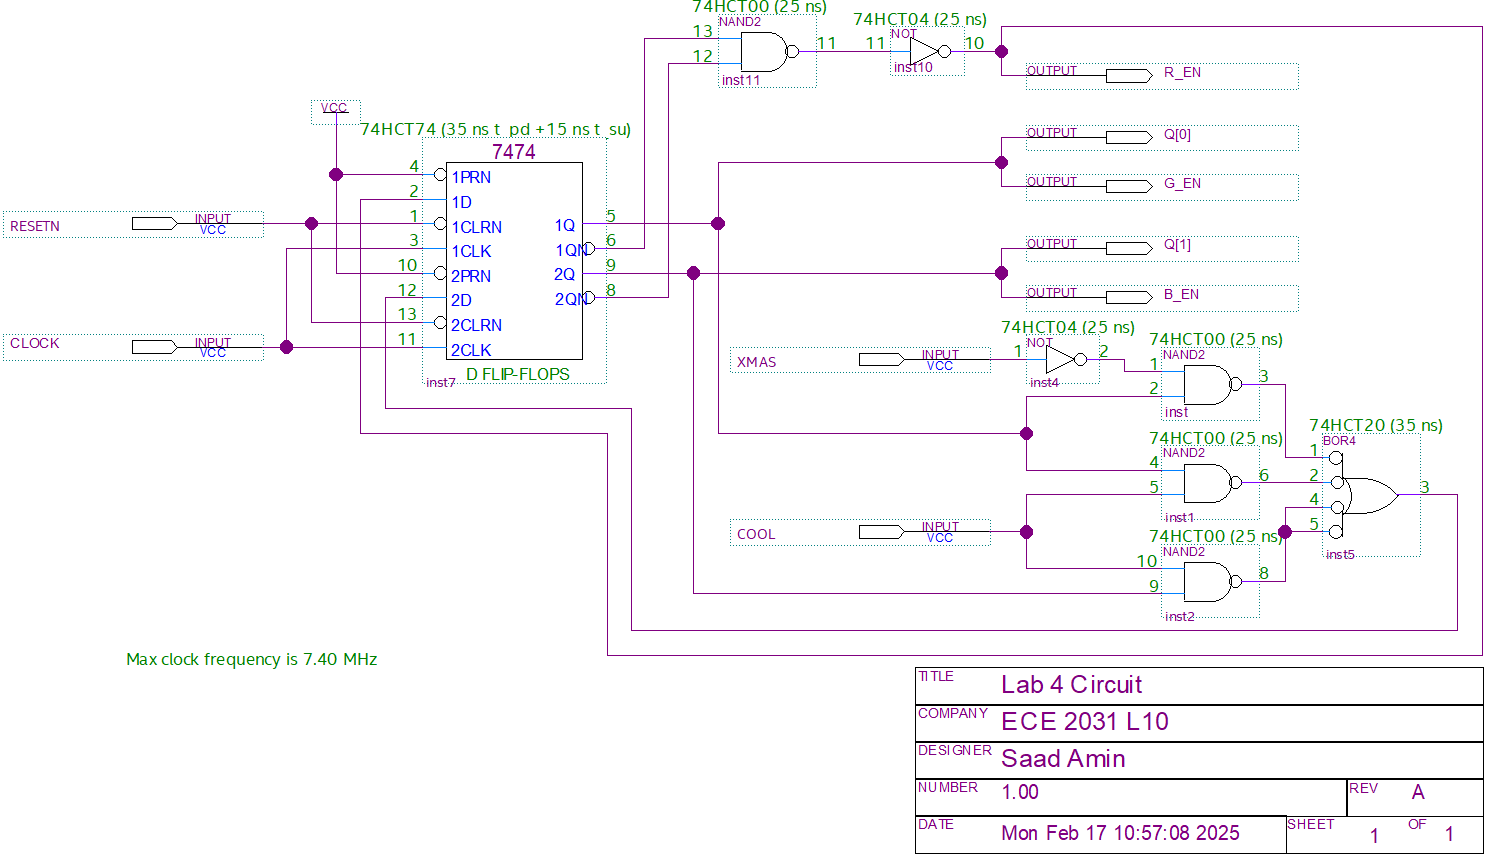 74HCT00 (25 ns)
NAND2
13
12
11
inst11
74HCT04 (25 ns)
NOT
11
10
inst10
OUTPUT
R_EN
VCC
74HCT74 (35 ns t_pd +15 ns t_su)
7474
OUTPUT
Q[0]
OUTPUT
G_EN
4
1PRN
2
1D
RESETN
INPUT
VCC
1
1CLRN
1Q
5
3
1CLK
1QN
6
10
2PRN
2Q
9
12
2D
2QN
8
13
2CLRN
11
2CLK
D FLIP-FLOPS
inst7
CLOCK
INPUT
VCC
OUTPUT
Q[1]
OUTPUT
B_EN
XMAS
INPUT
VCC
74HCT04 (25 ns)
NOT
1
2
inst4
74HCT00 (25 ns)
NAND2
1
2
3
inst
74HCT00 (25 ns)
NAND2
4
5
6
inst1
COOL
INPUT
VCC
74HCT00 (25 ns)
NAND2
10
9
8
inst2
74HCT20 (35 ns)
BOR4
1
2
4
5
3
inst5
Max clock frequency is 7.40 MHz
TITLE
Lab 4 Circuit
COMPANY
ECE 2031 L10
DESIGNER
Saad Amin
NUMBER
1.00
REV
A
DATE
Mon Feb 17 10:57:08 2025
SHEET
1
OF
1